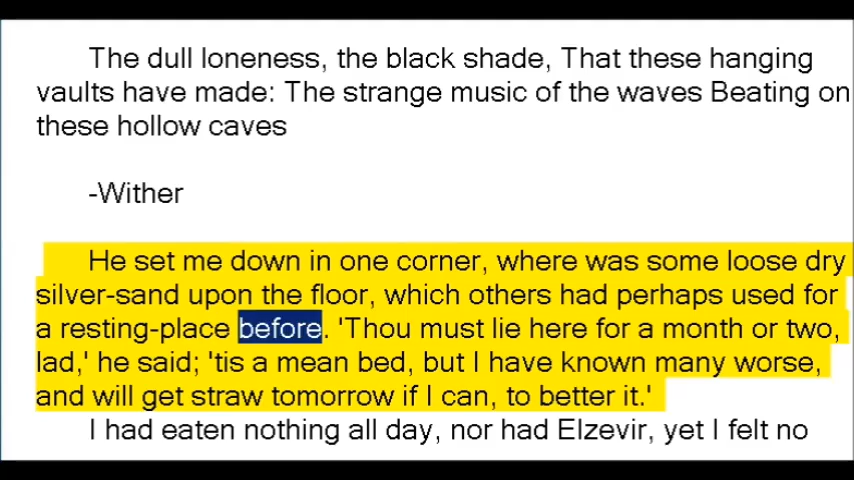 The dull loneness, the black shade, That these hanging
vaults have made: The strange music of the waves Beating on
these hollow caves
-Wither
He set me down in one corner, where was some loose dry
silver-sand upon the floor, which others had perhaps used for
a resting-place before. 'Thou must lie here for a month or two,
lad,' he said; 'tis a mean bed, but I have known many worse,
and will get straw tomorrow if I can, to better it.'
I had eaten nothing all day, nor had Elzevir, yet I felt no